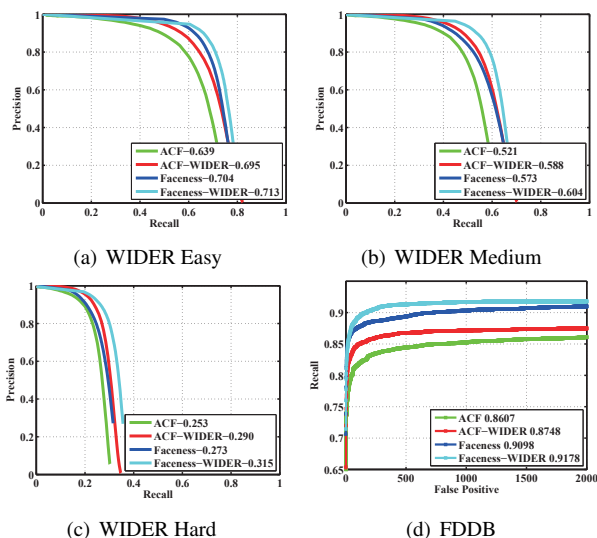 Precision
1
0.8
0.6
0.4
0.2
0
ACF−0.639
ACF−WIDER−0.695
Faceness−0.704
Faceness−WIDER−0.713
0 0.2 0.4 0.6 0.8 1
Recall
(a) WIDER Easy
Precision
1
0.8
0.6
0.4
0.2
0
ACF−0.521
ACF−WIDER−0.588
Faceness−0.573
Faceness−WIDER−0.604
0 0.2 0.4 0.6 0.8 1
Recall
(b) WIDER Medium
Precision
1
0.8
0.6
0.4
0.2
0
ACF−0.253
ACF−WIDER−0.290
Faceness−0.273
Faceness−WIDER−0.315
0 0.2 0.4 0.6 0.8 1
Recall
(c) WIDER Hard
Recall
0.9
0.85
0.8
0.75
0.7
0.65
ACF 0.8607
ACF−WIDER 0.8748
Faceness 0.9098
Faceness−WIDER 0.9178
0 500 1000 1500 2000
False Positive
(d) FDDB